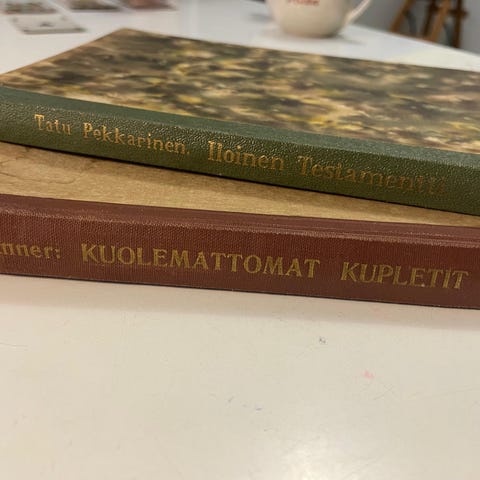 Tatu Pekkarinen. Iloinen Testamentti
nner: KUOLEMATTOMAT KUPLETIT